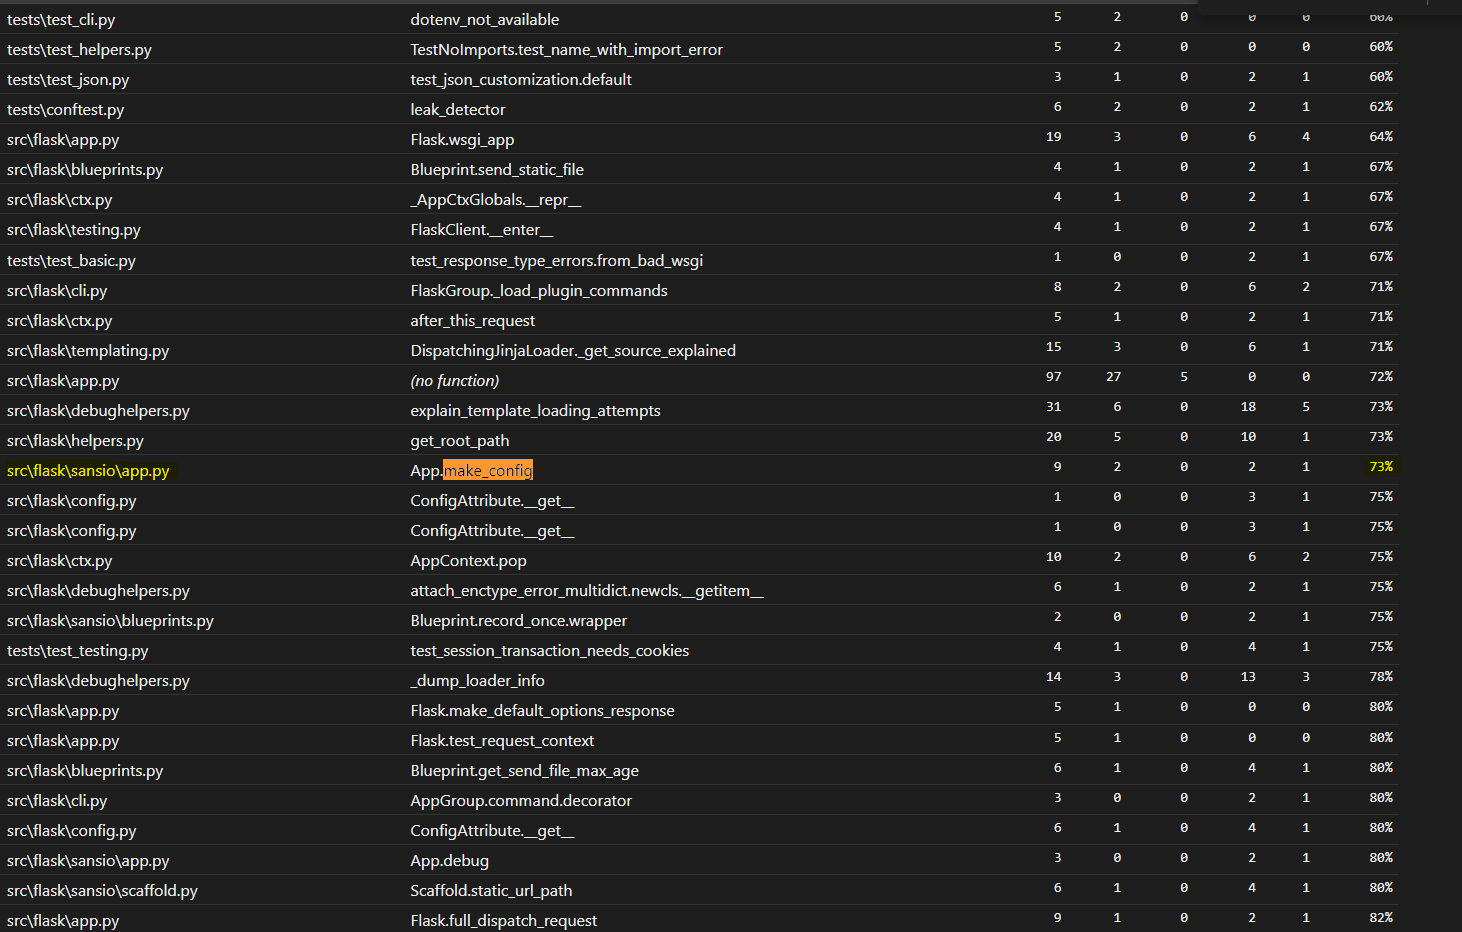 tests\test_cli.py dotenv_not_available 5 2 0 0 0 60%
tests\test_helpers.py TestNoImports.test_name_with_import_error 5 2 0 0 0 60%
tests\test_json.py test_json_customization.default 3 1 0 2 1 60%
tests\conftest.py leak_detector 6 2 0 2 1 62%
src\flask\app.py Flask.wsgi_app 19 3 0 6 4 64%
src\flask\blueprints.py Blueprint.send_static_file 4 1 0 2 1 67%
src\flask\ctx.py _AppCtxGlobals.__repr__ 4 1 0 2 1 67%
src\flask\testing.py FlaskClient.__enter__ 4 1 0 2 1 67%
tests\test_basic.py test_response_type_errors.from_bad_wsgi 1 0 0 2 1 67%
src\flask\cli.py FlaskGroup._load_plugin_commands 8 2 0 6 2 71%
src\flask\ctx.py after_this_request 5 1 0 2 1 71%
src\flask\templating.py DispatchingJinjaLoader._get_source_explained 15 3 0 6 1 71%
src\flask\app.py (no function) 97 27 5 0 0 72%
src\flask\debughelpers.py explain_template_loading_attempts 31 6 0 18 5 73%
src\flask\helpers.py get_root_path 20 5 0 10 1 73%
src\flask\sansio\app.py App.make_config 9 2 0 2 1 73%
src\flask\config.py ConfigAttribute.__get__ 1 0 0 3 1 75%
src\flask\config.py ConfigAttribute.__get__ 1 0 0 3 1 75%
src\flask\ctx.py AppContext.pop 10 2 0 6 2 75%
src\flask\debughelpers.py attach_enctype_error_multidict.newcls.__getitem__ 6 1 0 2 1 75%
src\flask\sansio\blueprints.py Blueprint.record_once.wrapper 2 0 0 2 1 75%
tests\test_testing.py test_session_transaction_needs_cookies 4 1 0 4 1 75%
src\flask\debughelpers.py _dump_loader_info 14 3 0 13 3 78%
src\flask\app.py Flask.make_default_options_response 5 1 0 0 0 80%
src\flask\app.py Flask.test_request_context 5 1 0 0 0 80%
src\flask\blueprints.py Blueprint.get_send_file_max_age 6 1 0 4 1 80%
src\flask\cli.py AppGroup.command.decorator 3 0 0 2 1 80%
src\flask\config.py ConfigAttribute.__get__ 6 1 0 4 1 80%
src\flask\sansio\app.py App.debug 3 0 0 2 1 80%
src\flask\sansio\scaffold.py Scaffold.static_url_path 6 1 0 4 1 80%
src\flask\app.py Flask.full_dispatch_request 9 1 0 2 1 82%